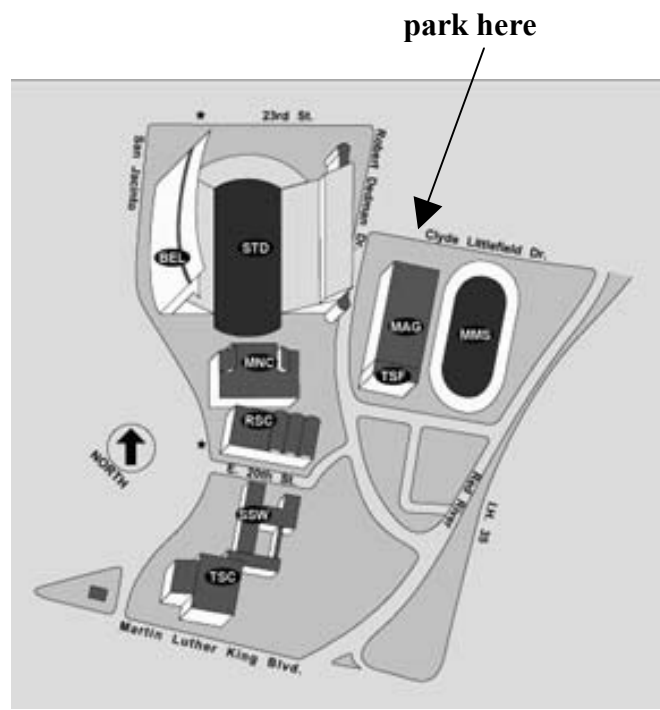 park here
23rd St.
San Jacinto
Robert Dedman Dr.
Clyde Littlefield Dr.
BEL
STD
MAG
MMS
TSF
MNC
RSC
NORTH
E. 20th St.
SSW
Red River
I.H. 35
TSC
Martin Luther King Blvd.